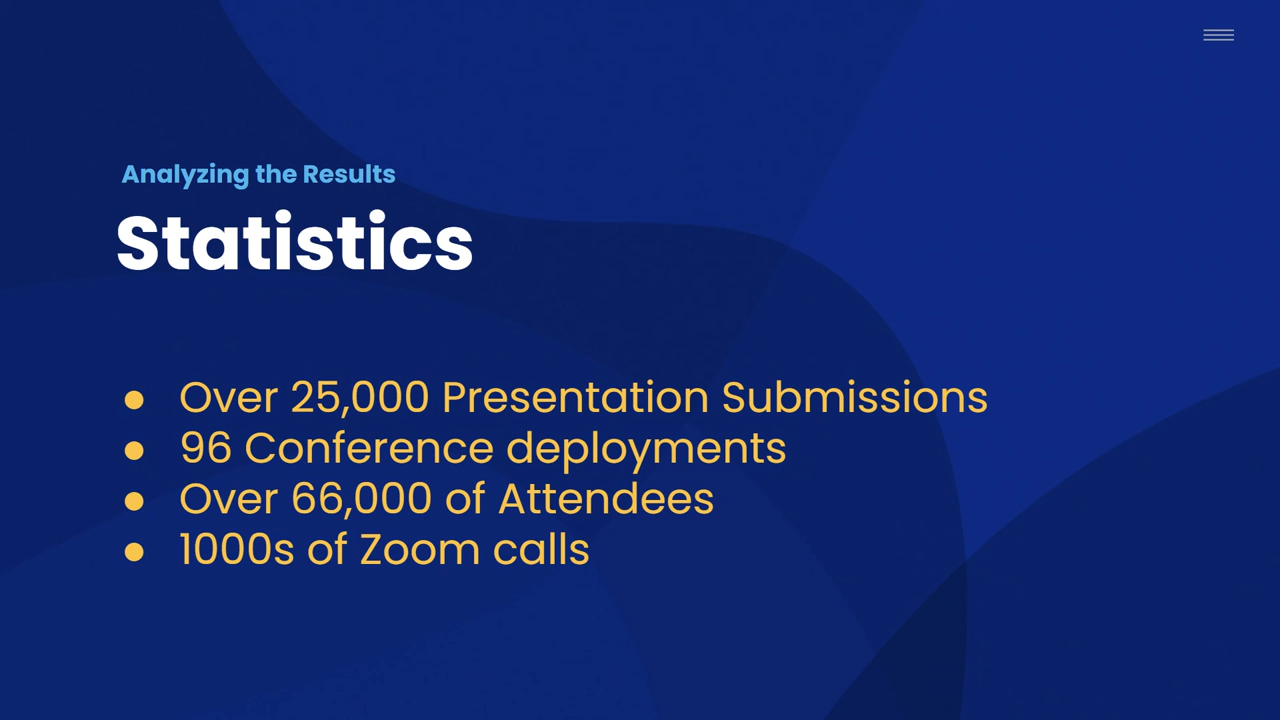 Analyzing the Results
Statistics
● Over 25,000 Presentation Submissions
● 96 Conference deployments
● Over 66,000 of Attendees
● 1000s of Zoom calls